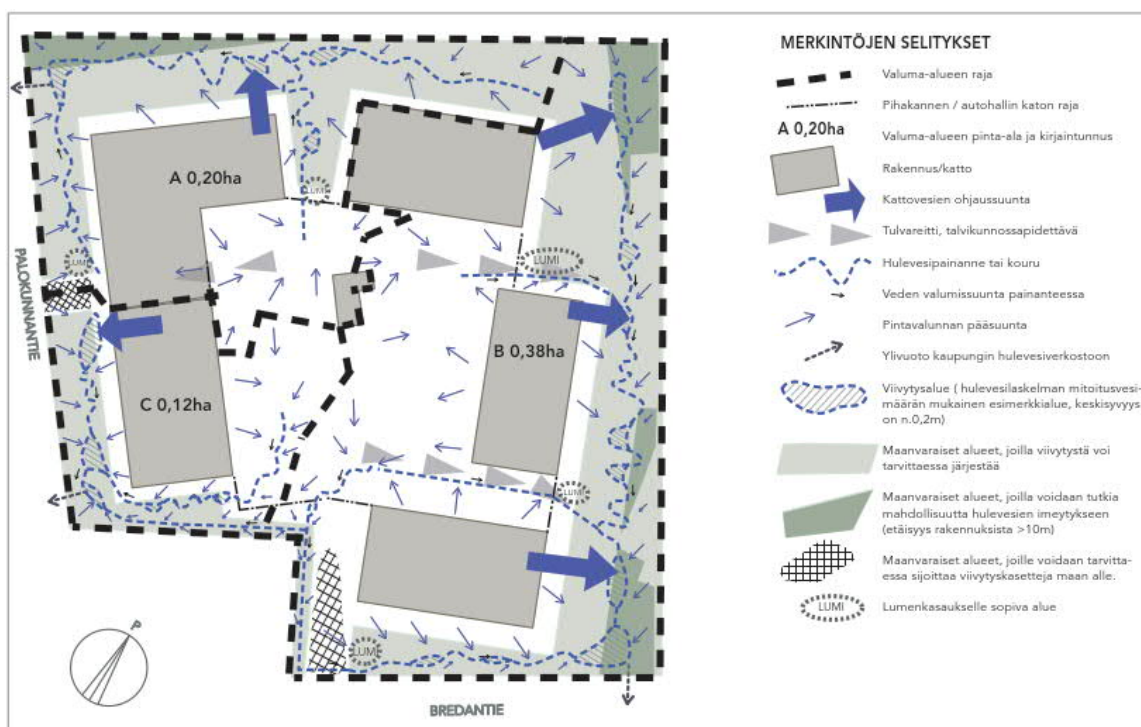 MERKINTÖJEN SELITYKSET
Valuma-alueen raja
Pihakannen / autohallin katon raja
A 0,20ha
Valuma-alueen pinta-ala ja kirjaintunnus
Rakennus/katto
Kattovesien ohjaussuunta
Tulvareitti, talvikunnossapidettävä
Hulevesipainanne tai kouru
Veden valumissuunta painanteessa
Pintavalunnan pääsuunta
Ylivuoto kaupungin hulevesiverkostoon
Viivytysalue ( hulevesilaskelman mitoitusvesi-
määrän mukainen esimerkkialue, keskisyvyys
on n.0,2m)
Maanvaraiset alueet, joilla viivytystä voi
tarvittaessa järjestää
Maanvaraiset alueet, joilla voidaan tutkia
mahdollisuutta hulevesien imeytykseen
(etäisyys rakennuksista >10m)
Maanvaraiset alueet, joille voidaan tarvitta-
essa sijoittaa viivytyskasetteja maan alle.
LUMI
Lumenkasaukselle sopiva alue
A 0,20ha
LUMI
LUMI
LUMI
PALOKUNNANTIE
B 0,38ha
C 0,12ha
LUMI
LUMI
P
BREDANTIE